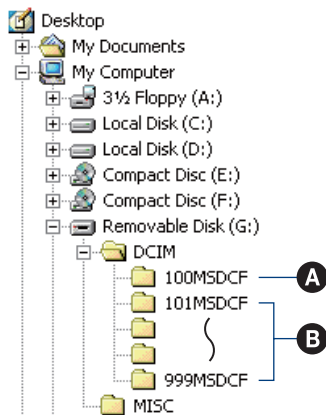 Desktop
My Documents
My Computer
3½ Floppy (A:)
Local Disk (C:)
Local Disk (D:)
Compact Disc (E:)
Compact Disc (F:)
Removable Disk (G:)
DCIM
100MSDCF A
101MSDCF
B
999MSDCF
MISC